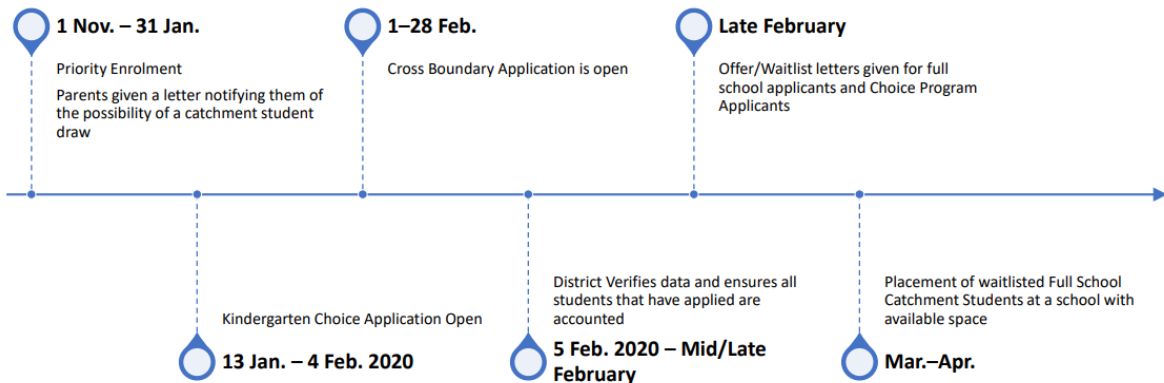 1 Nov. – 31 Jan.
Priority Enrolment
Parents given a letter notifying them of
the possibility of a catchment student
draw
1–28 Feb.
Cross Boundary Application is open
Late February
Offer/Waitlist letters given for full
school applicants and Choice Program
Applicants
Kindergarten Choice Application Open
13 Jan. – 4 Feb. 2020
District Verifies data and ensures all
students that have applied are
accounted
5 Feb. 2020 – Mid/Late
February
Placement of waitlisted Full School
Catchment Students at a school with
available space
Mar.–Apr.